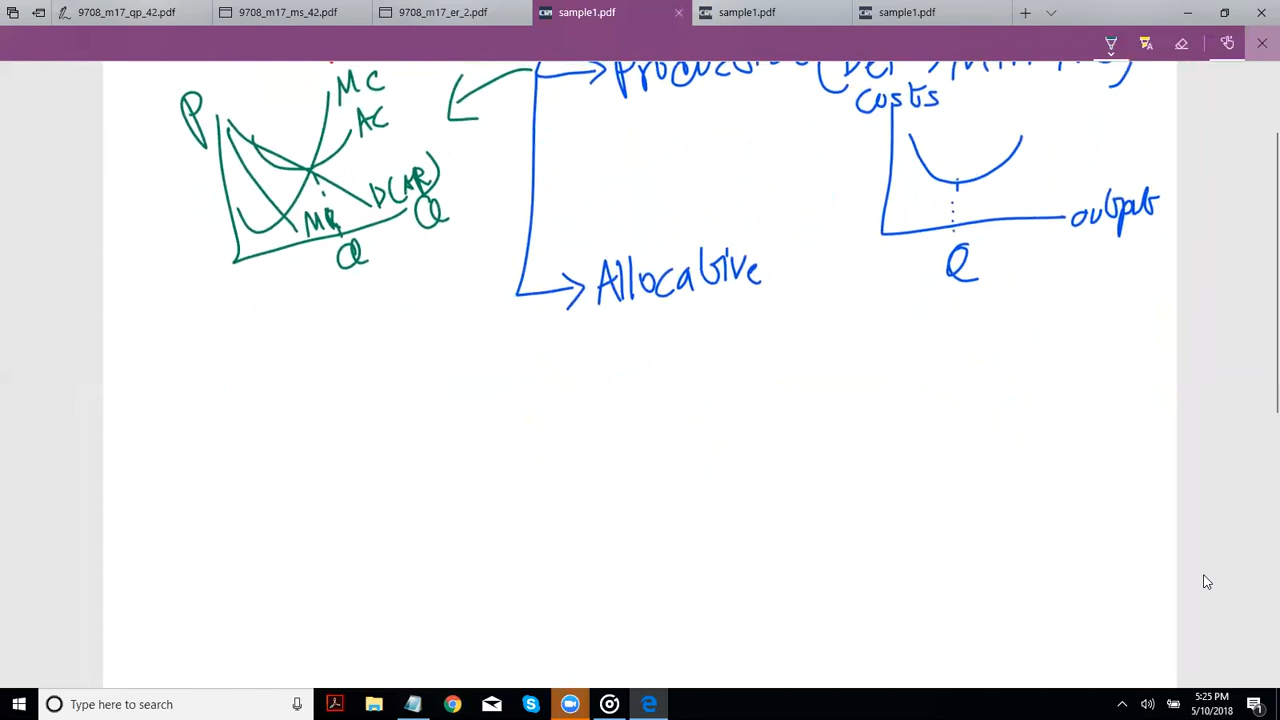 9708_m17_qp_42.pdf
9708_m17_ms_42.pdf
9708_m17_er_2.pdf
sample1.pdf
sample1.pdf
sample1.pdf
P
MC
AC
D(AR)
MR
Q
Q
costs
output
Q
Allocative
Type here to search
5:25 PM
5/10/2018